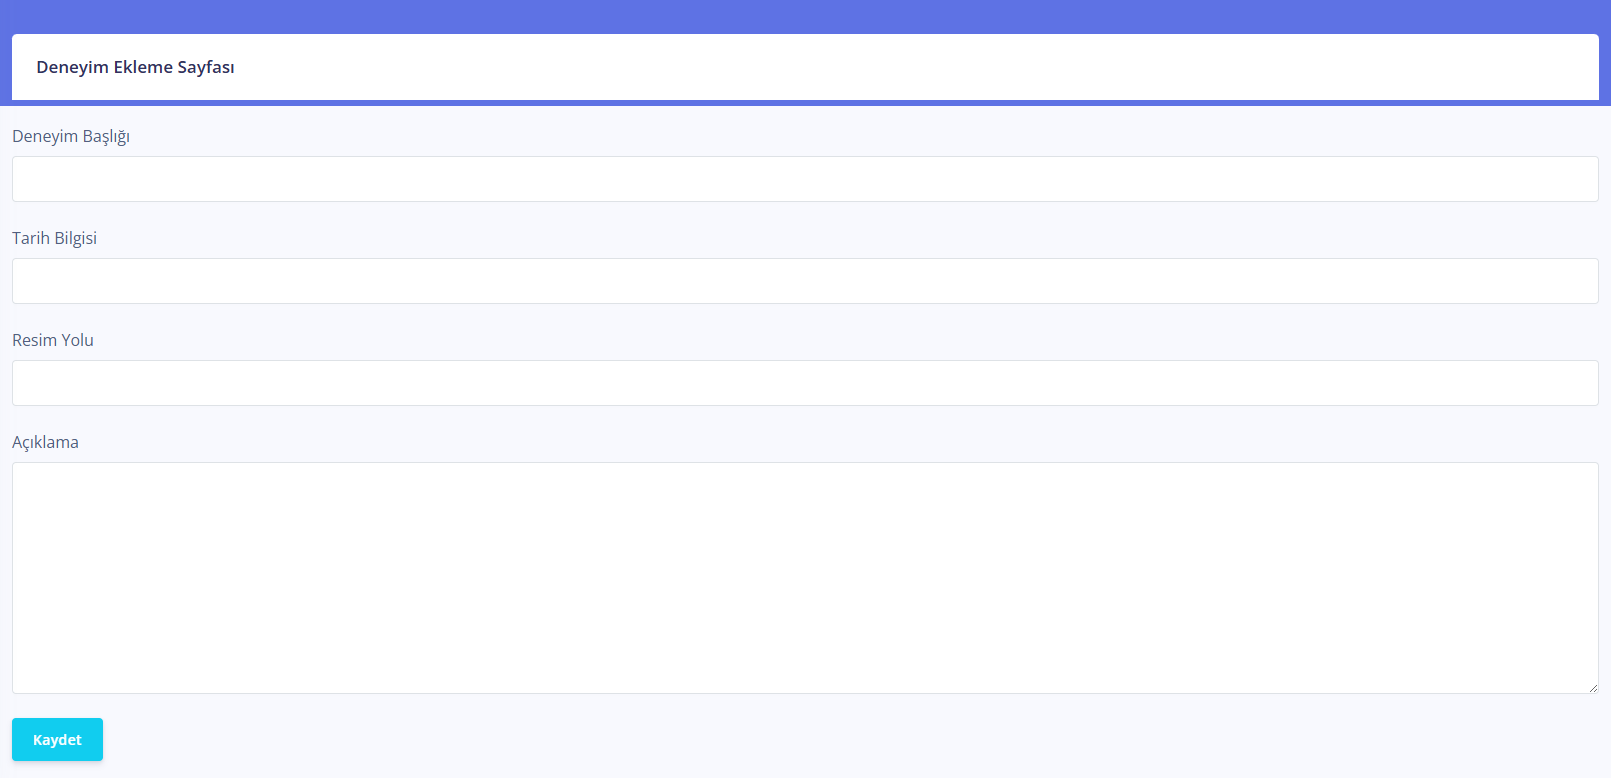 Deneyim Ekleme Sayfası
Deneyim Başlığı
Tarih Bilgisi
Resim Yolu
Açıklama
Kaydet